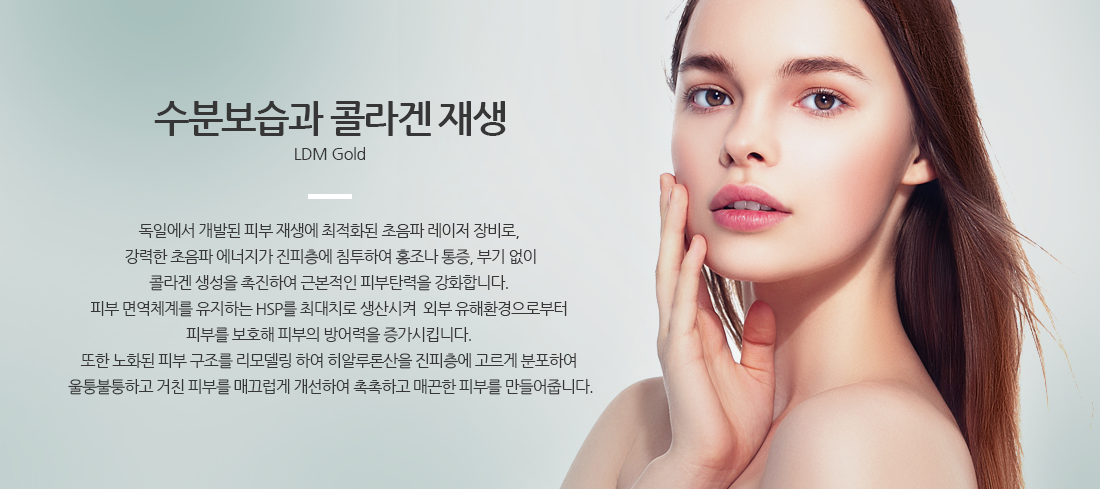 수분보습과 콜라겐 재생
LDM Gold
독일에서 개발된 피부 재생에 최적화된 초음파 레이저 장비로,
강력한 초음파 에너지가 진피층에 침투하여 홍조나 통증, 부기 없이
콜라겐 생성을 촉진하여 근본적인 피부탄력을 강화합니다.
피부 면역체계를 유지하는 HSP를 최대치로 생산시켜 외부 유해환경으로부터
피부를 보호해 피부의 방어력을 증가시킵니다.
또한 노화된 피부 구조를 리모델링 하여 히알루론산을 진피층에 고르게 분포하여
울퉁불퉁하고 거친 피부를 매끄럽게 개선하여 촉촉하고 매끈한 피부를 만들어줍니다.